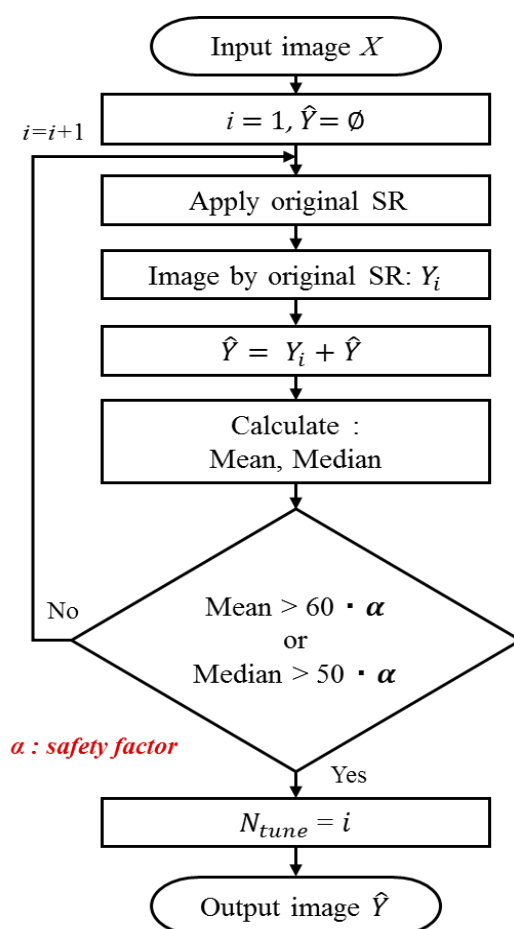 Input image X
i = 1, Ŷ = ∅
i=i+1
Apply original SR
Image by original SR: Yᵢ
Ŷ = Yᵢ + Ŷ
Calculate :
Mean, Median
No
Mean > 60 ・ α
or
Median > 50 ・ α
α : safety factor
Yes
Nₜᵤₙₑ = i
Output image Ŷ